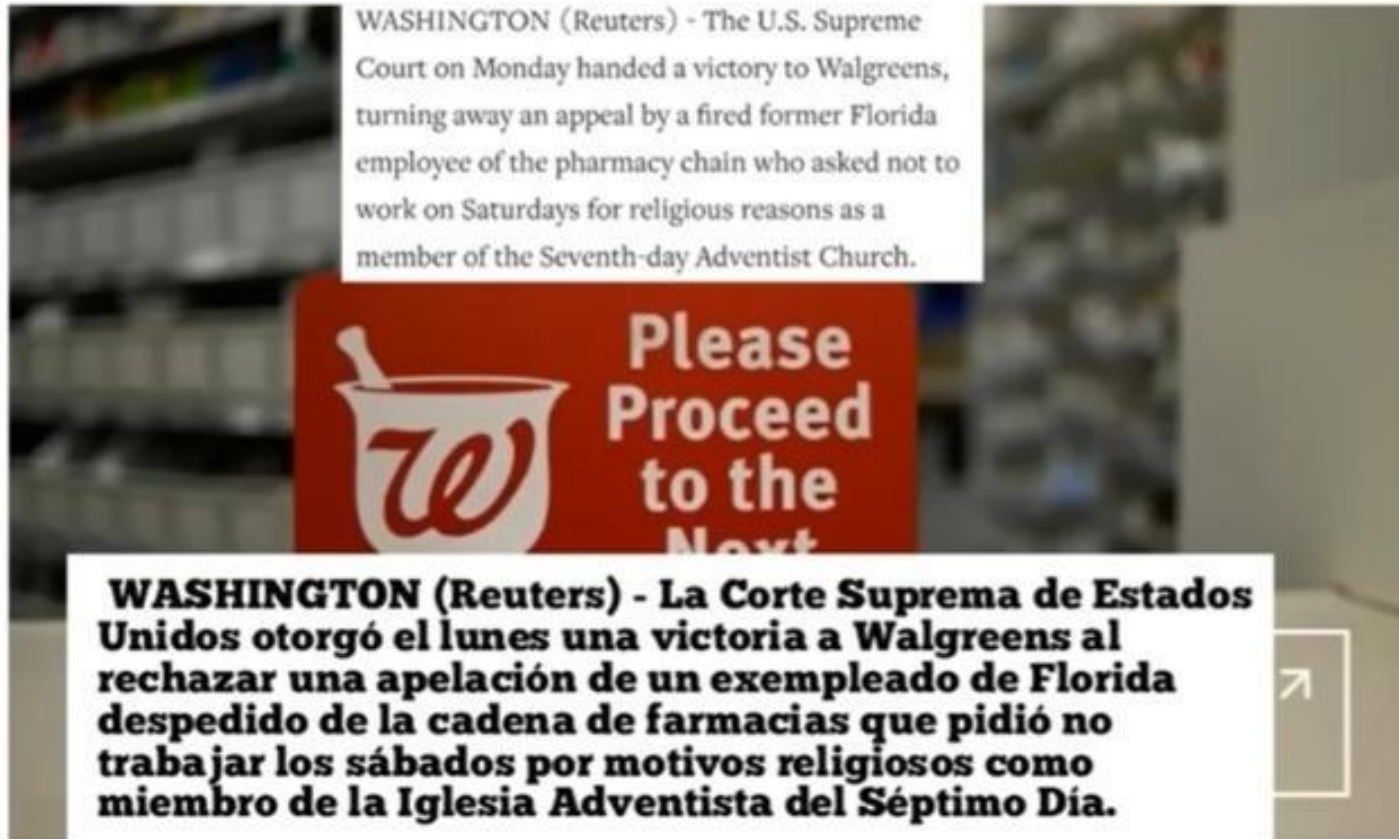 WASHINGTON (Reuters) - The U.S. Supreme
Court on Monday handed a victory to Walgreens,
turning away an appeal by a fired former Florida
employee of the pharmacy chain who asked not to
work on Saturdays for religious reasons as a
member of the Seventh-day Adventist Church.
Please
Proceed
to the
Next
W
WASHINGTON (Reuters) - La Corte Suprema de Estados
Unidos otorgó el lunes una victoria a Walgreens al
rechazar una apelación de un exempleado de Florida
despedido de la cadena de farmacias que pidió no
trabajar los sábados por motivos religiosos como
miembro de la Iglesia Adventista del Séptimo Día.